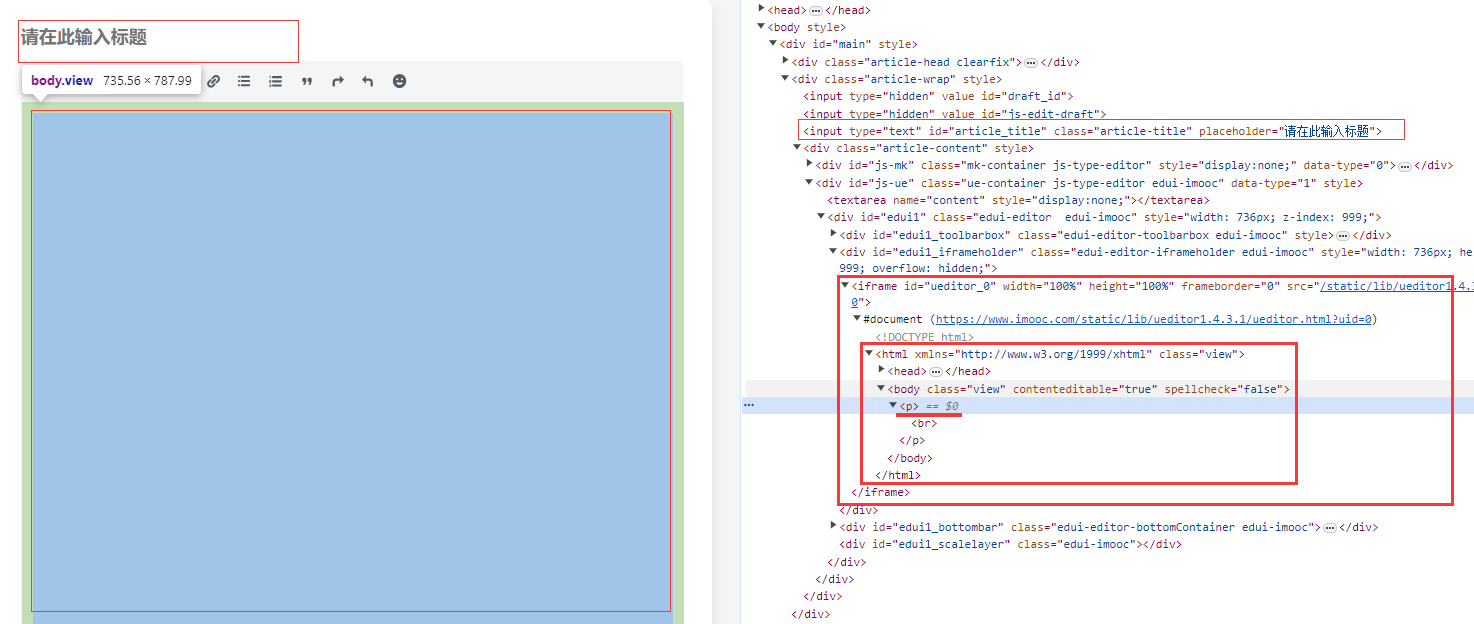 请在此输入标题
body.view 735.56 × 787.99
<head> ⋯ </head>
<body style>
<div id="main" style>
<div class="article-head clearfix"> ⋯ </div>
<div class="article-wrap" style>
<input type="hidden" value id="draft_id">
<input type="hidden" value id="js-edit-draft">
<input type="text" id="article_title" class="article-title" placeholder="请在此输入标题">
<div class="article-content" style>
<div id="js-mk" class="mk-container js-type-editor" style="display:none;" data-type="0"> ⋯ </div>
<div id="js-ue" class="ue-container js-type-editor edui-imooc" data-type="1" style>
<textarea name="content" style="display:none;"></textarea>
<div id="edui1" class="edui-editor  edui-imooc" style="width: 736px; z-index: 999;">
<div id="edui1_toolbarbox" class="edui-editor-toolbarbox edui-imooc" style> ⋯ </div>
<div id="edui1_iframeholder" class="edui-editor-iframeholder edui-imooc" style="width: 736px; he
999; overflow: hidden;">
<iframe id="ueditor_0" width="100%" height="100%" frameborder="0" src="/static/lib/ueditor1.4.3
0">
#document (https://www.imooc.com/static/lib/ueditor1.4.3.1/ueditor.html?uid=0)
<!DOCTYPE html>
<html xmlns="http://www.w3.org/1999/xhtml" class="view">
<head> ⋯ </head>
<body class="view" contenteditable="true" spellcheck="false">
⋯ <p> == $0
<br>
</p>
</body>
</html>
</iframe>
</div>
<div id="edui1_bottombar" class="edui-editor-bottomContainer edui-imooc"> ⋯ </div>
<div id="edui1_scalelayer" class="edui-imooc"></div>
</div>
</div>
</div>
</div>